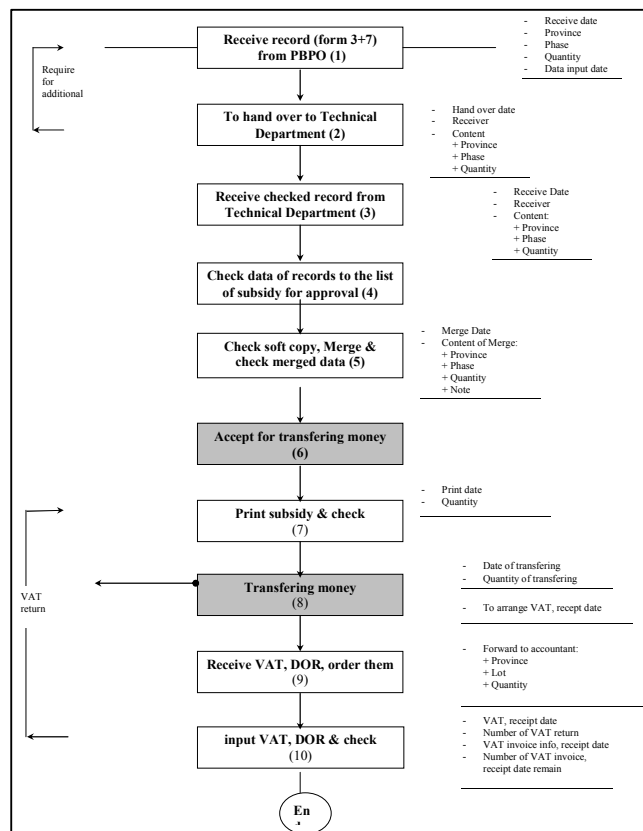 Receive record (form 3+7)
from PBPO (1)
- Receive date
- Province
- Phase
- Quantity
- Data input date
Require
for
additional
To hand over to Technical
Department (2)
- Hand over date
- Receiver
- Content
+ Province
+ Phase
+ Quantity
Receive checked record from
Technical Department (3)
- Receive Date
- Receiver
- Content:
+ Province
+ Phase
+ Quantity
Check data of records to the list
of subsidy for approval (4)
Check soft copy, Merge &
check merged data (5)
- Merge Date
- Content of Merge:
+ Province
+ Phase
+ Quantity
+ Note
Accept for transfering money
(6)
Print subsidy & check
(7)
- Print date
- Quantity
VAT
return
Transfering money
(8)
- Date of transfering
- Quantity of transfering
- To arrange VAT, recept date
Receive VAT, DOR, order them
(9)
- Forward to accountant:
+ Province
+ Lot
+ Quantity
input VAT, DOR & check
(10)
- VAT, receipt date
- Number of VAT return
- VAT invoice info, receipt date
- Number of VAT invoice,
receipt date remain
En
d